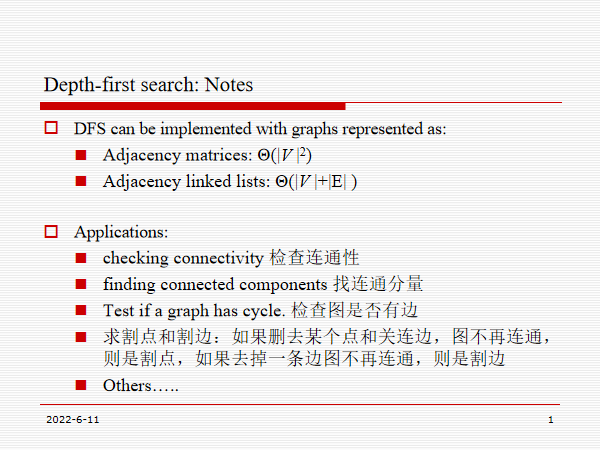 Depth-first search: Notes
DFS can be implemented with graphs represented as:
Adjacency matrices: Θ(|V|²)
Adjacency linked lists: Θ(|V|+|E| )
Applications:
checking connectivity 检查连通性
finding connected components 找连通分量
Test if a graph has cycle. 检查图是否有边
求割点和割边：如果删去某个点和关连边，图不再连通，
则是割点，如果去掉一条边图不再连通，则是割边
Others…..
2022-6-11
1